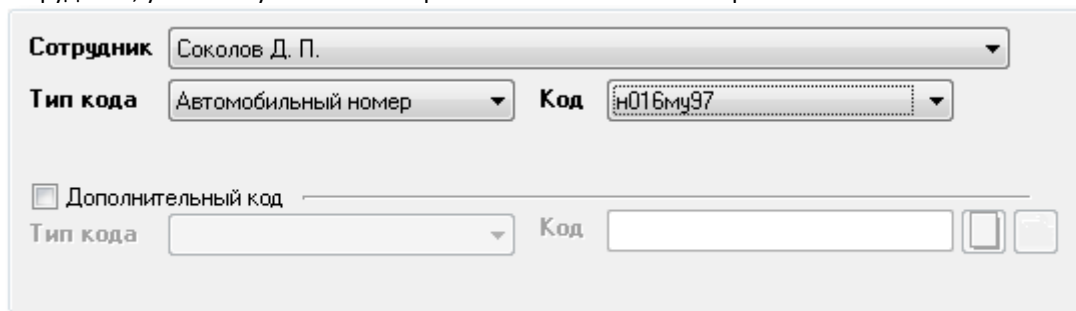 Сотрудник Соколов Д. П.
Тип кода Автомобильный номер Код н016му97
Дополнительный код
Тип кода Код